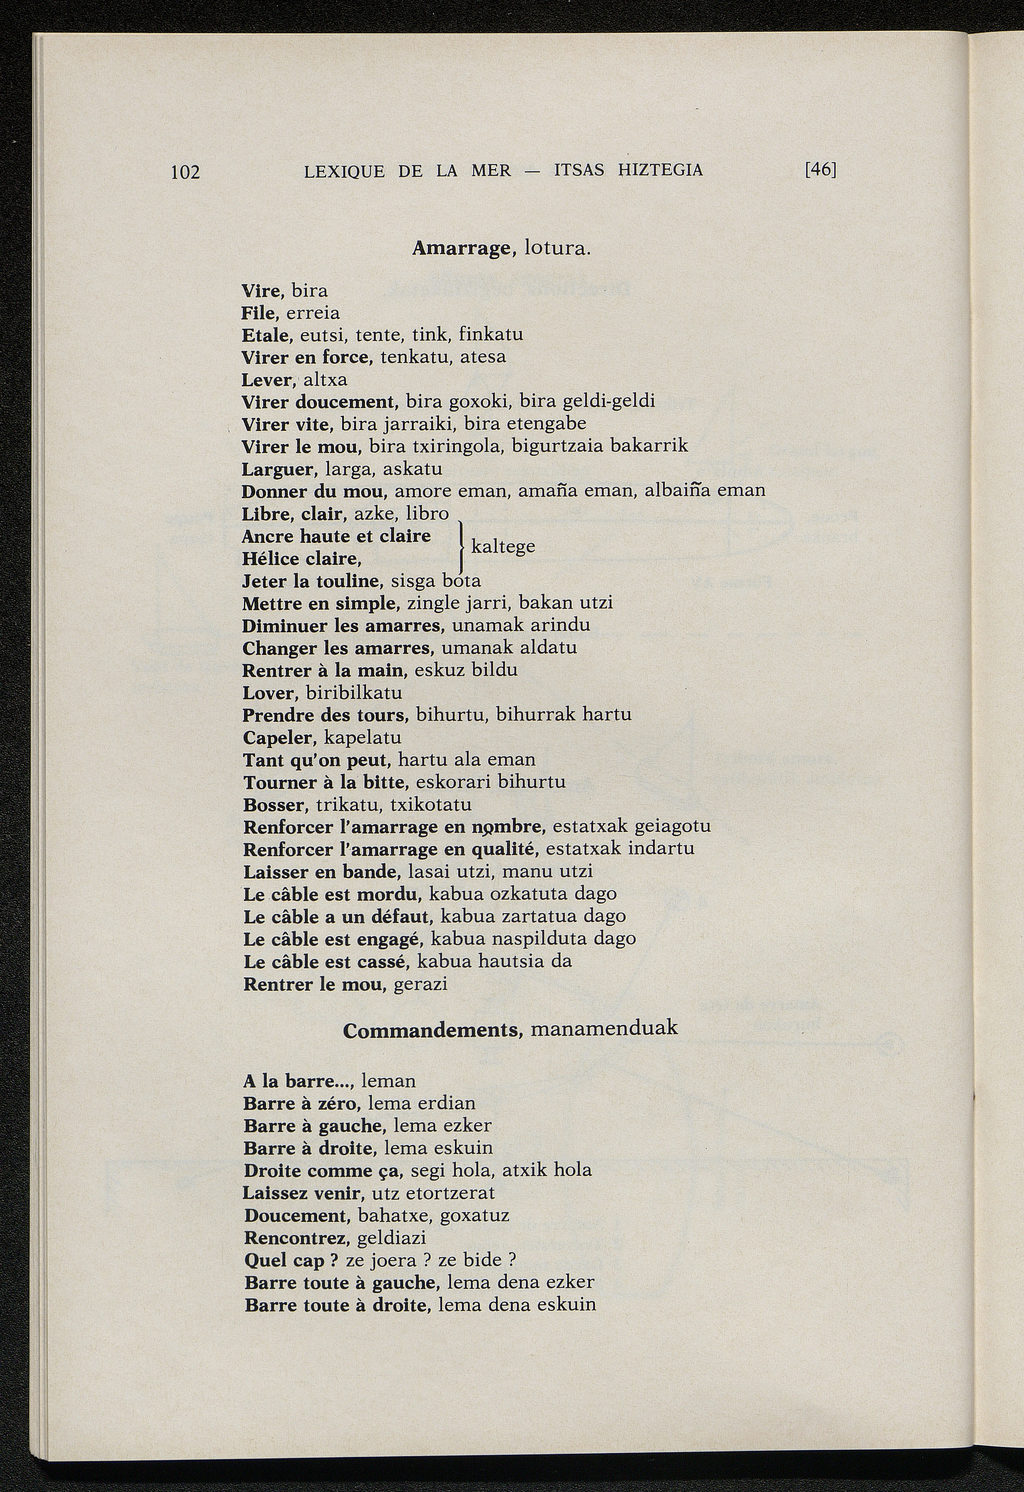 102 LEXIQUE DE LA MER — ITSAS HIZTEGIA [46]
Amarrage, lotura.
Vire, bira
File, erreia
Etale, eutsi, tente, tink, finkatu
Virer en force, tenkatu, atesa
Lever, altxa
Virer doucement, bira goxoki, bira geldi-geldi
Virer vite, bira jarraiki, bira etengabe
Virer le mou, bira txiringola, bigurtzaia bakarrik
Larguer, larga, askatu
Donner du mou, amore eman, amaña eman, albaiña eman
Libre, clair, azke, libro
Ancre haute et claire
Hélice claire,
} kaltege
Jeter la touline, sisga bota
Mettre en simple, zingle jarri, bakan utzi
Diminuer les amarres, unamak arindu
Changer les amarres, umanak aldatu
Rentrer à la main, eskuz bildu
Lover, biribilkatu
Prendre des tours, bihurtu, bihurrak hartu
Capeler, kapelatu
Tant qu'on peut, hartu ala eman
Tourner à la bitte, eskorari bihurtu
Bosser, trikatu, txikotatu
Renforcer l'amarrage en nombre, estatxak geiagotu
Renforcer l'amarrage en qualité, estatxak indartu
Laisser en bande, lasai utzi, manu utzi
Le câble est mordu, kabua ozkatuta dago
Le câble a un défaut, kabua zartatua dago
Le câble est engagé, kabua naspilduta dago
Le câble est cassé, kabua hautsia da
Rentrer le mou, gerazi
Commandements, manamenduak
A la barre..., leman
Barre à zéro, lema erdian
Barre à gauche, lema ezker
Barre à droite, lema eskuin
Droite comme ça, segi hola, atxik hola
Laissez venir, utz etortzerat
Doucement, bahatxe, goxatuz
Rencontrez, geldiazi
Quel cap ? ze joera ? ze bide ?
Barre toute à gauche, lema dena ezker
Barre toute à droite, lema dena eskuin